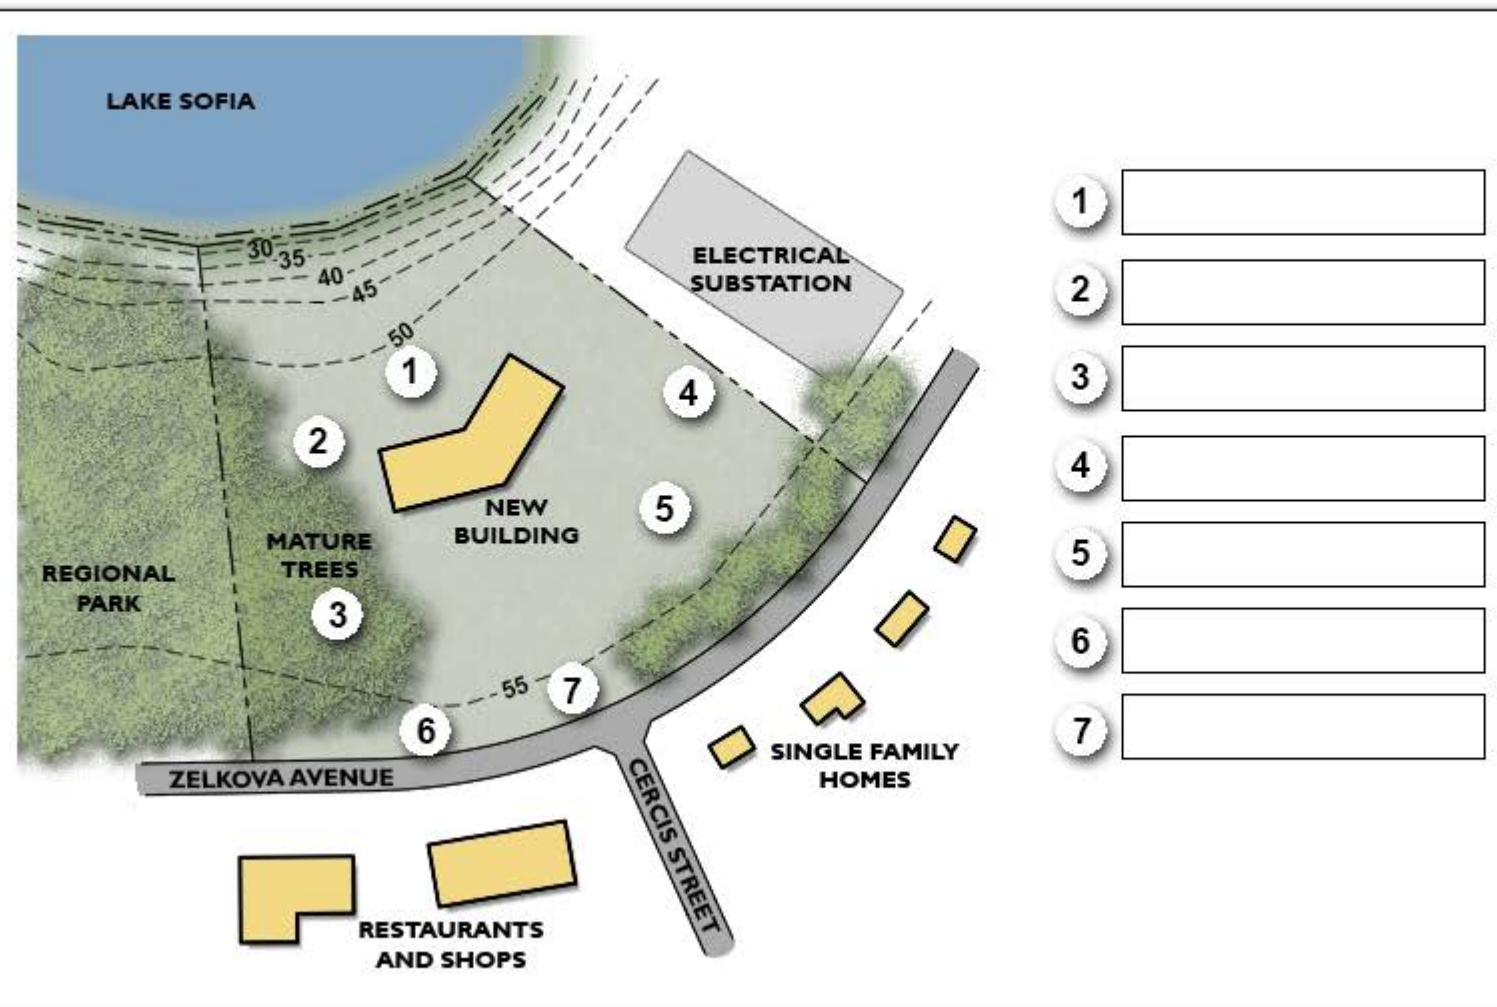 LAKE SOFIA
30
35
40
45
50
ELECTRICAL
SUBSTATION
1
2
3
4
5
6
7
NEW
BUILDING
MATURE
TREES
REGIONAL
PARK
55
ZELKOVA AVENUE
CERCIS STREET
SINGLE FAMILY
HOMES
RESTAURANTS
AND SHOPS
1
2
3
4
5
6
7